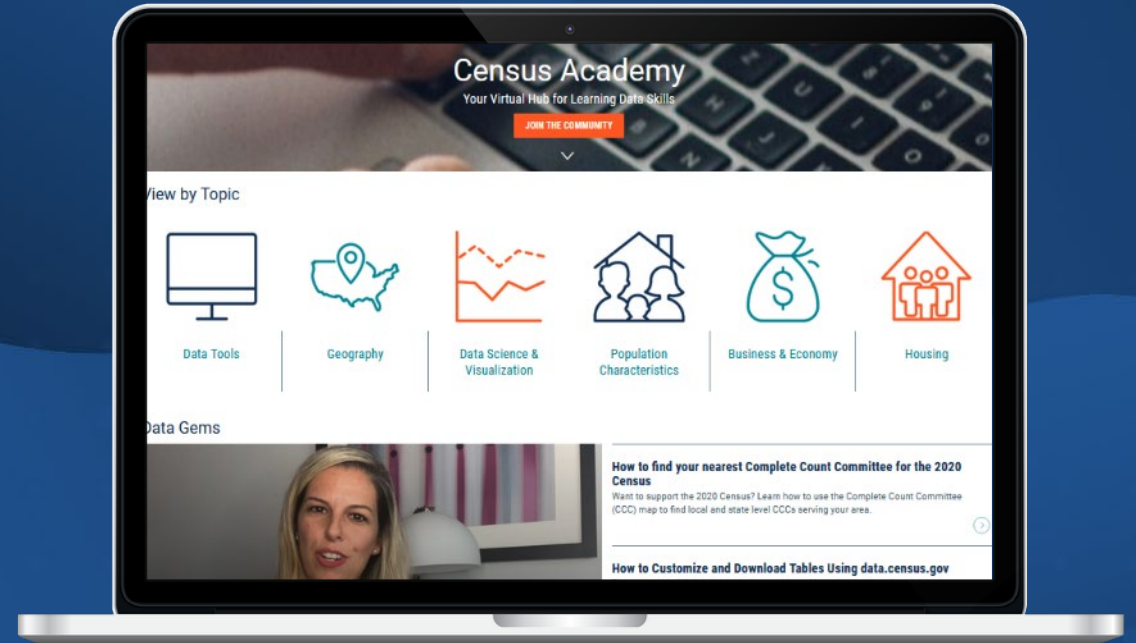 Census Academy
Your Virtual Hub for Learning Data Skills
JOIN THE COMMUNITY
View by Topic
Data Tools
Geography
Data Science &
Visualization
Population
Characteristics
Business & Economy
Housing
Data Gems
How to find your nearest Complete Count Committee for the 2020
Census
Want to support the 2020 Census? Learn how to use the Complete Count Committee
(CCC) map to find local and state level CCCs serving your area.
How to Customize and Download Tables Using data.census.gov